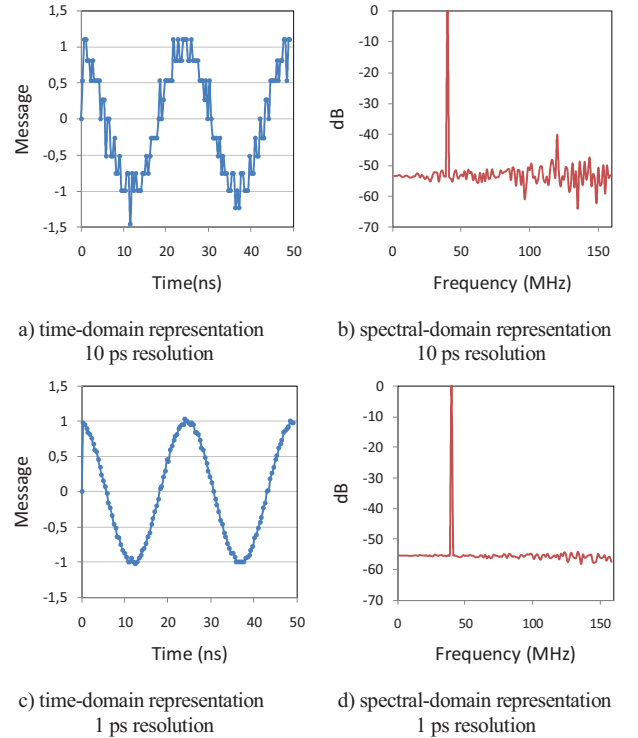 1,5
1
0,5
0
-0,5
-1
-1,5
Message
0 10 20 30 40 50
Time(ns)
0
-10
-20
-30
-40
-50
-60
-70
dB
0 50 100 150
Frequency (MHz)
a) time-domain representation
10 ps resolution
b) spectral-domain representation
10 ps resolution
1,5
1
0,5
0
-0,5
-1
-1,5
Message
0 10 20 30 40 50
Time (ns)
0
-10
-20
-30
-40
-50
-60
-70
dB
0 50 100 150
Frequency (MHz)
c) time-domain representation
1 ps resolution
d) spectral-domain representation
1 ps resolution